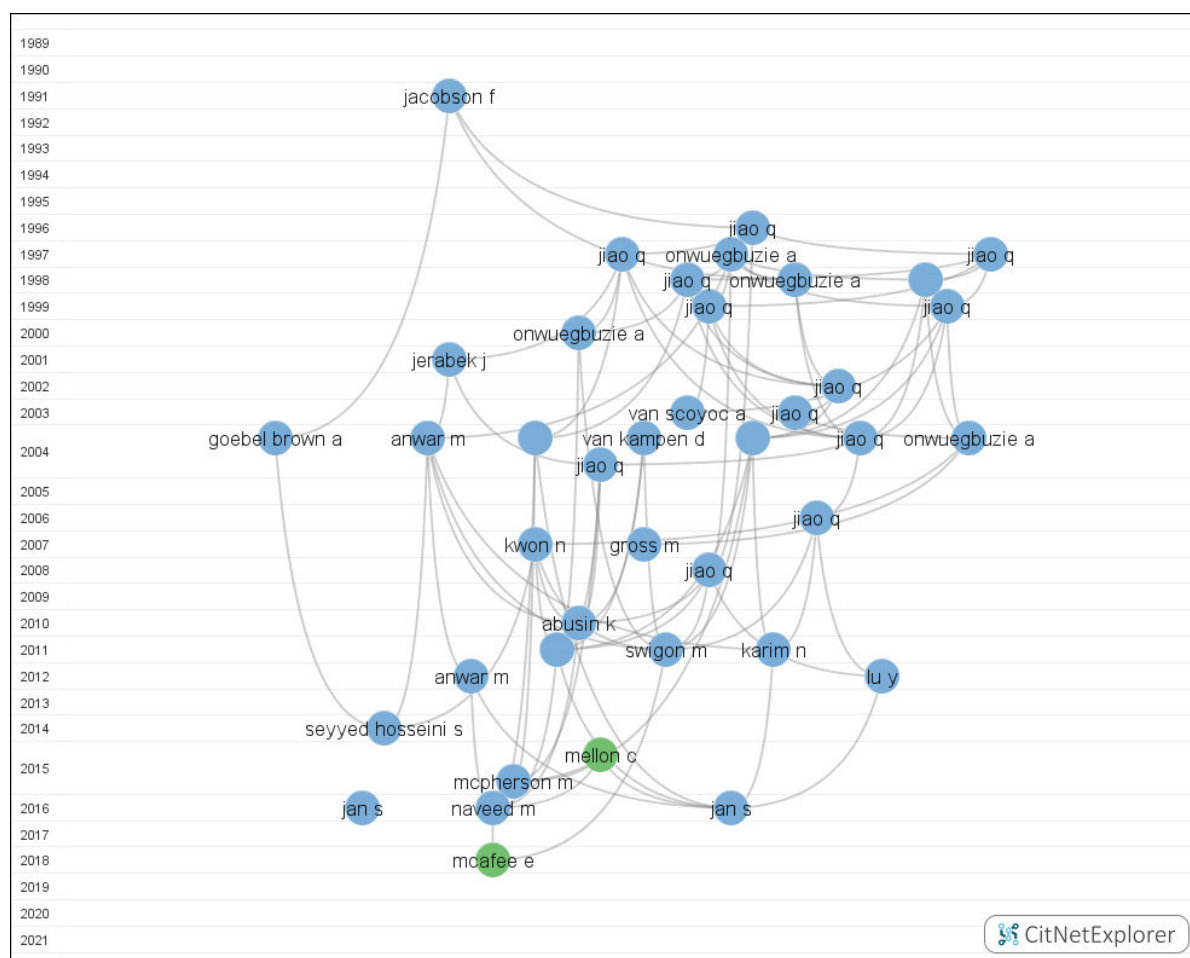 1989
1990
1991
jacobson f
1992
1993
1994
1995
1996
jiao q
1997
jiao q onwuegbuzie a jiao q
1998
jiao q onwuegbuzie a
1999
jiao q jiao q
2000
onwuegbuzie a
2001
jerabek j
2002
jiao q
2003
van scoyoc a jiao q
goebel brown a anwar m van kampen d jiao q onwuegbuzie a
2004
jiao q
2005
2006
jiao q
2007
kwon n gross m
2008
jiao q
2009
2010
abusin k
2011
swigon m karim n
2012
anwar m lu y
2013
2014
seyyed hosseini s
mellon c
2015
mcpherson m
2016
jan s naveed m jan s
2017
2018
mcafee e
2019
2020
2021
CitNetExplorer